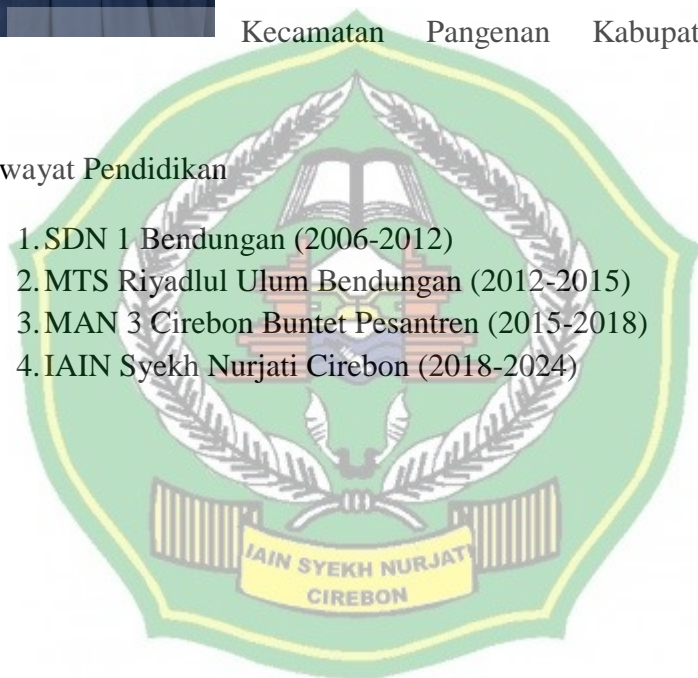 Kecamatan Pangenan Kabupat
wayat Pendidikan
1. SDN 1 Bendungan (2006-2012)
2. MTS Riyadlul Ulum Bendungan (2012-2015)
3. MAN 3 Cirebon Buntet Pesantren (2015-2018)
4. IAIN Syekh Nurjati Cirebon (2018-2024)
IAIN SYEKH NURJATI
CIREBON